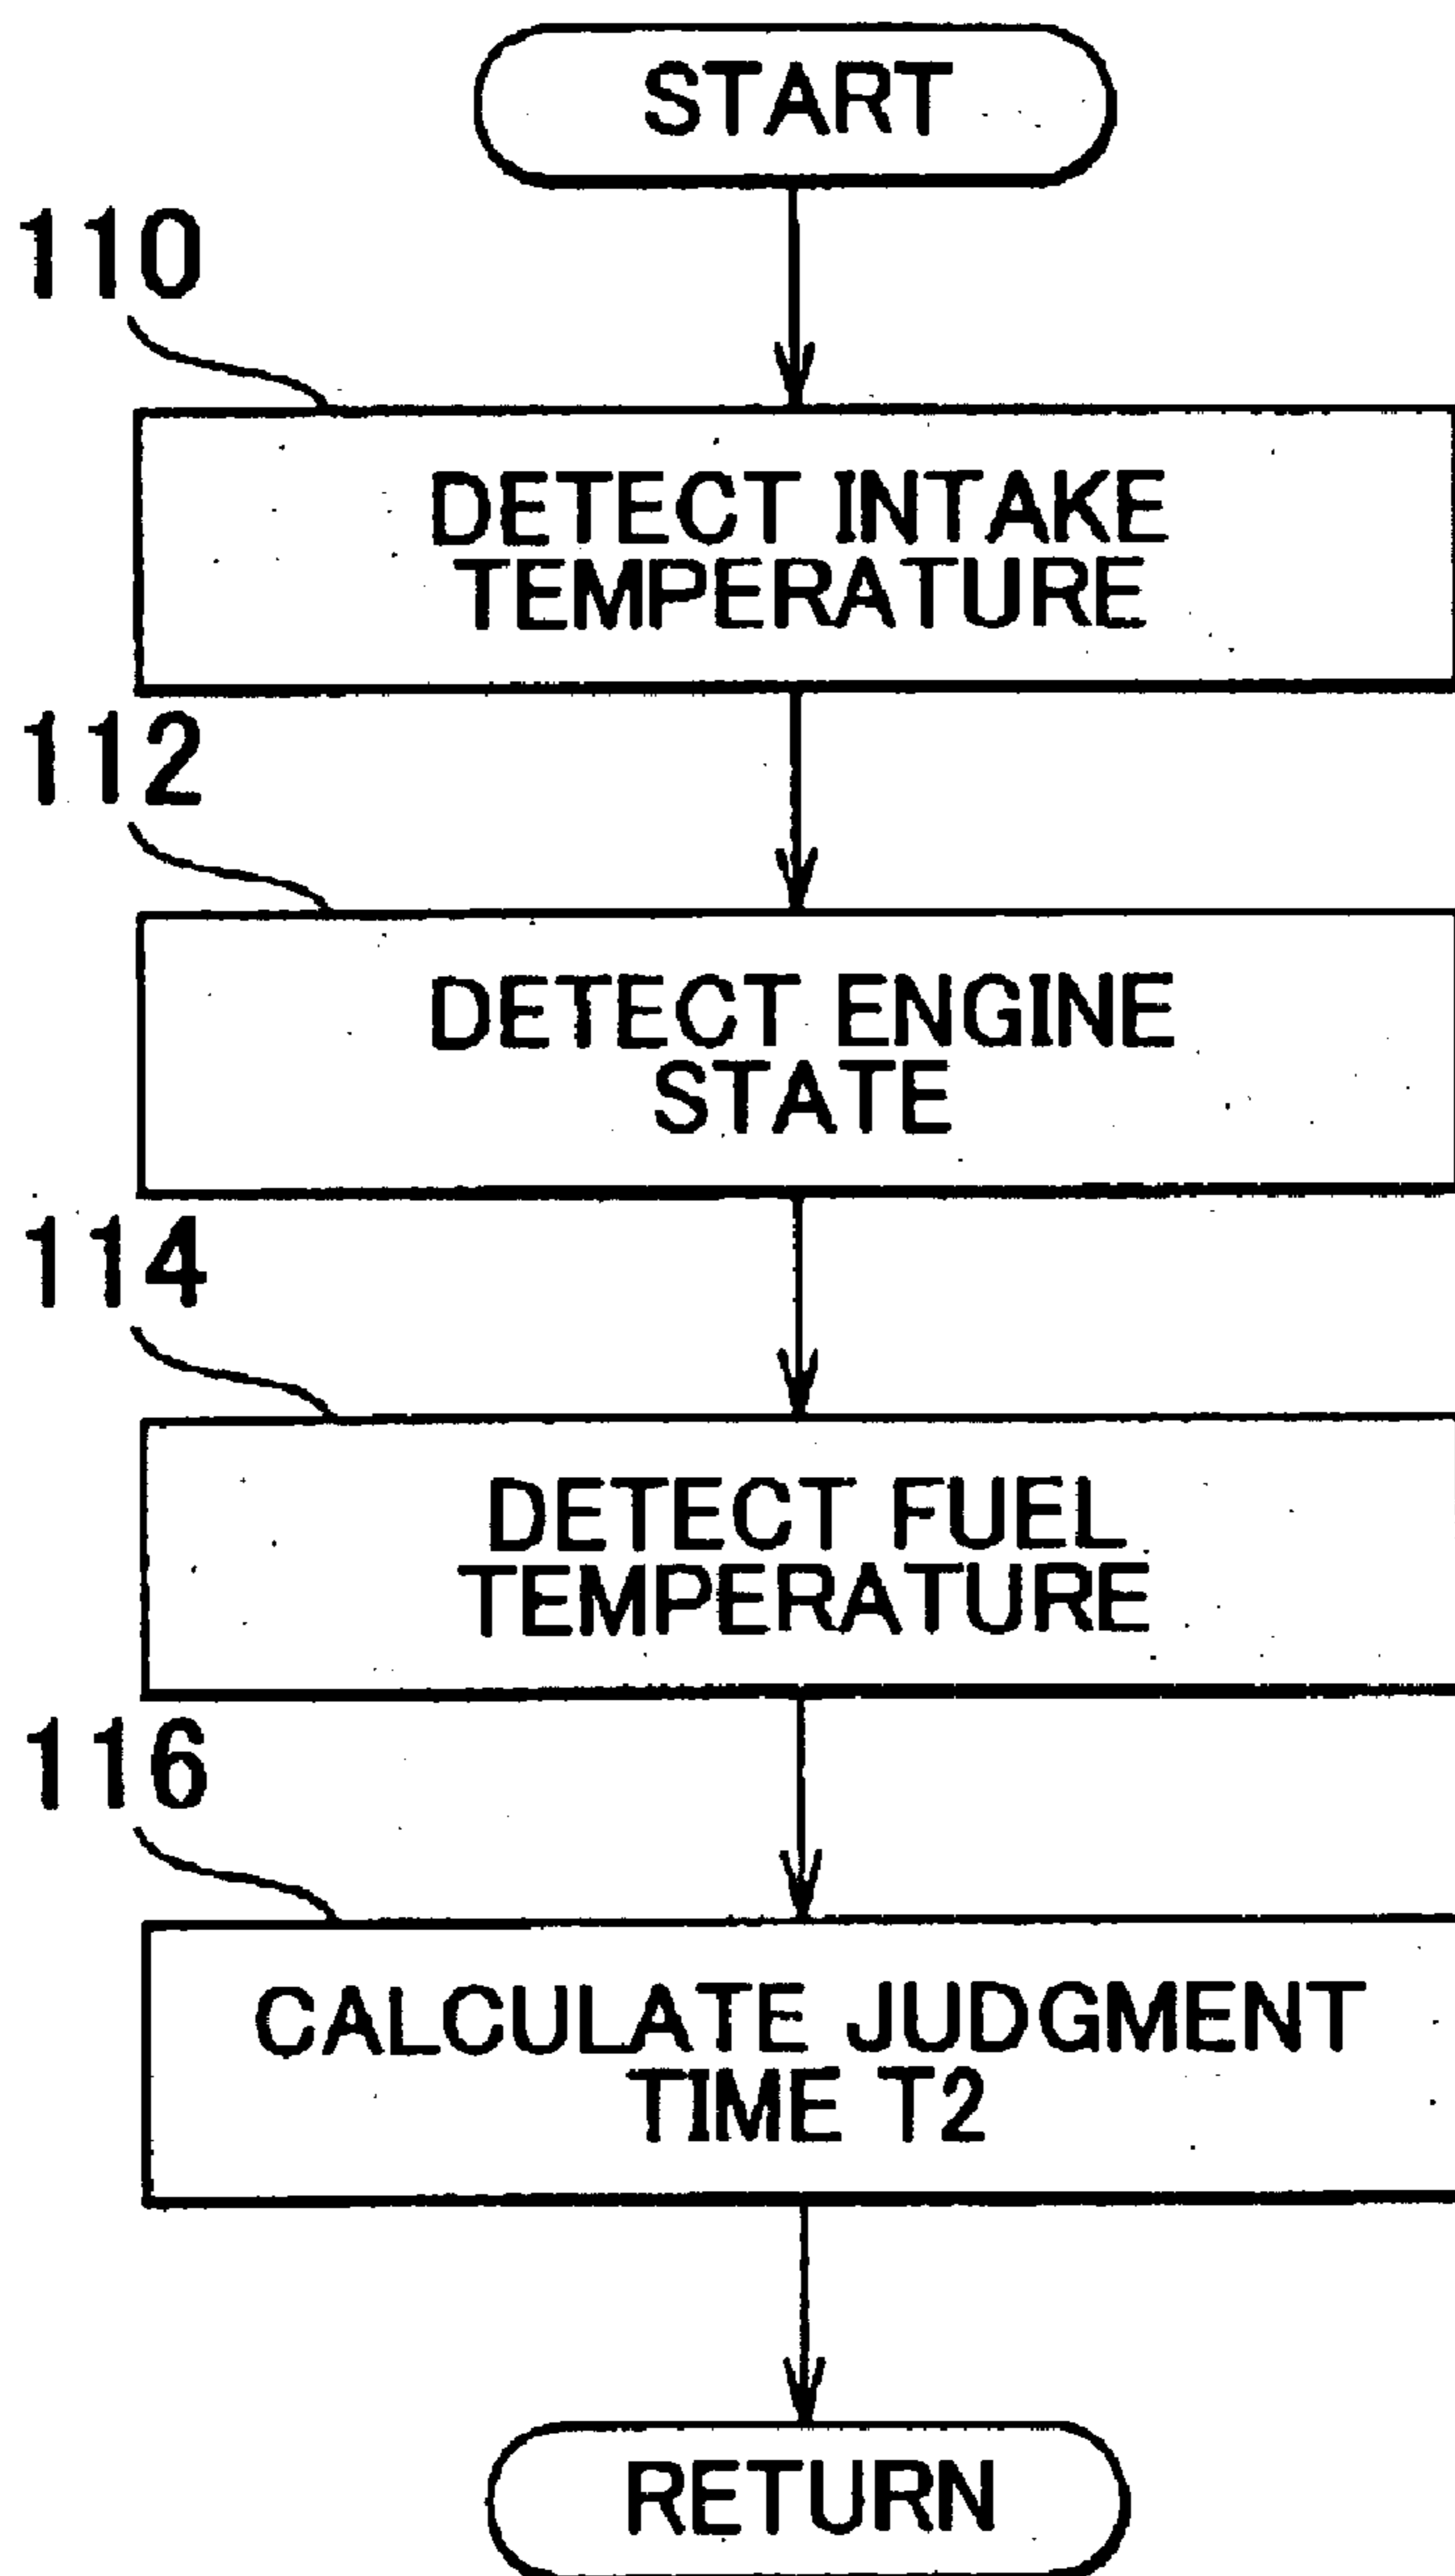 START
110
DETECT INTAKE
TEMPERATURE
112
DETECT ENGINE
STATE
114
DETECT FUEL
TEMPERATURE
116
CALCULATE JUDGMENT
TIME T2
RETURN